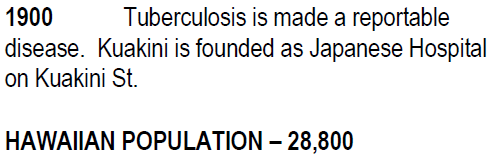 1900 Tuberculosis is made a reportable
disease. Kuakini is founded as Japanese Hospital
on Kuakini St.
HAWAIIAN POPULATION – 28,800